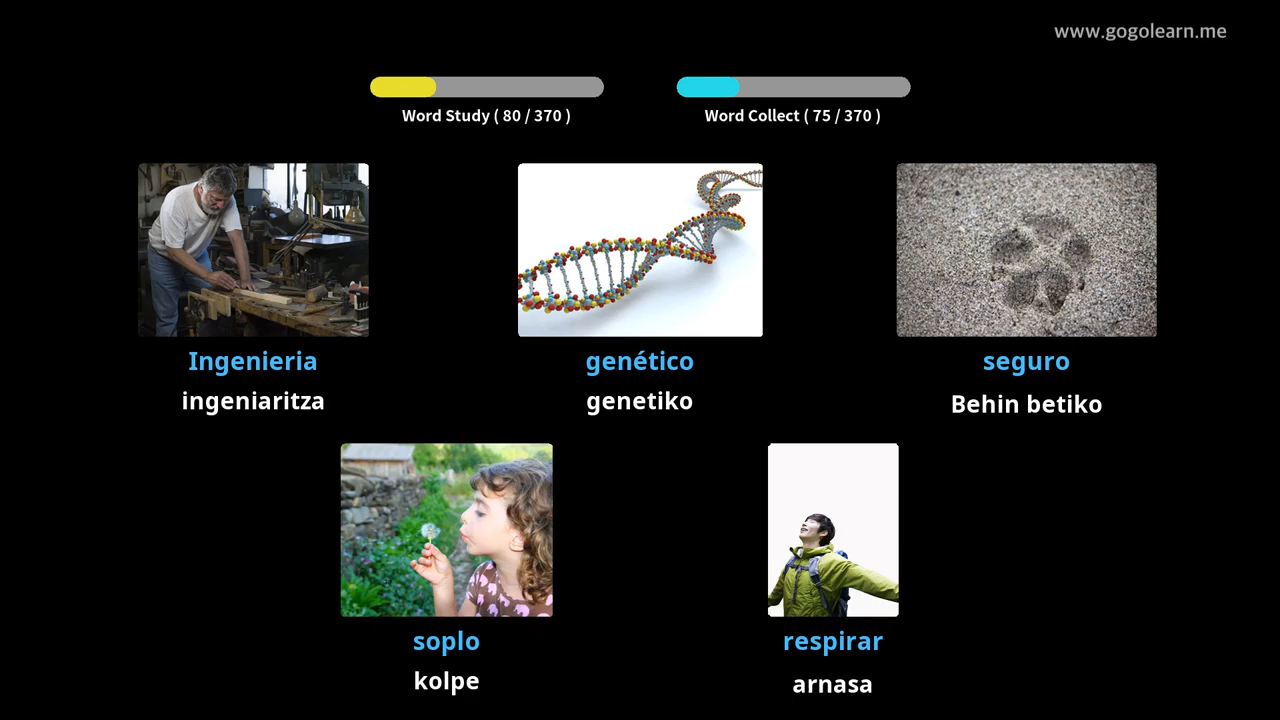 www.gogolearn.me
Word Study ( 80 / 370 )
Word Collect ( 75 / 370 )
Ingenieria
ingeniaritza
genético
genetiko
seguro
Behin betiko
soplo
kolpe
respirar
arnasa